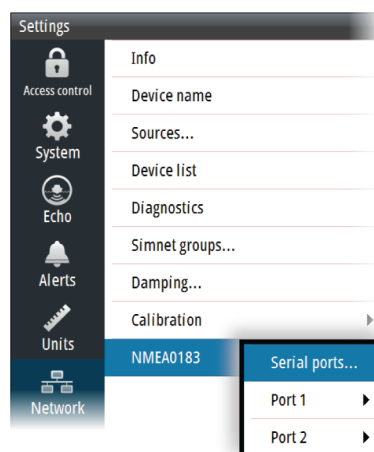 Settings
Access control
System
Echo
Alerts
Units
Network
Info
Device name
Sources...
Device list
Diagnostics
Simnet groups...
Damping...
Calibration
NMEA0183
Serial ports...
Port 1
Port 2